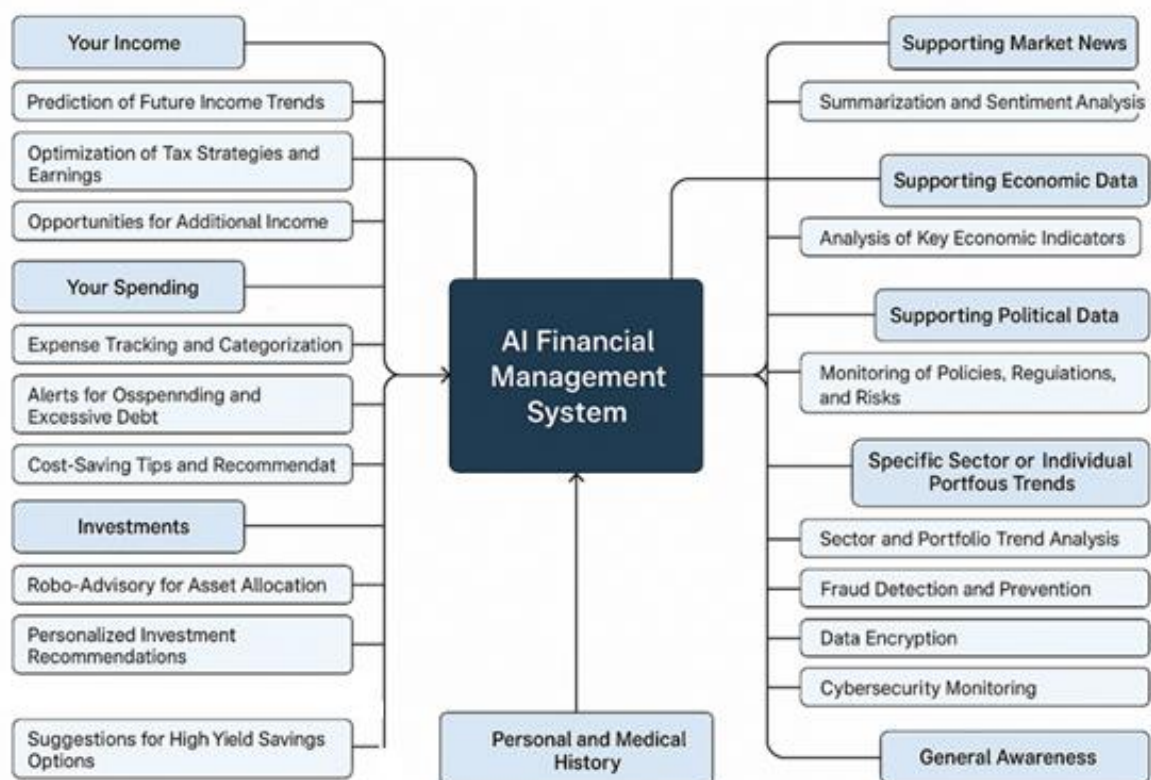 Your Income
Prediction of Future Income Trends
Optimization of Tax Strategies and
Earnings
Opportunities for Additional Income
Your Spending
Expense Tracking and Categorization
Alerts for Osspennding and
Excessive Debt
Cost-Saving Tips and Recommendat
Investments
Robo-Advisory for Asset Allocation
Personalized Investment
Recommendations
Suggestions for High Yield Savings
Options
AI Financial
Management
System
Personal and Medical
History
Supporting Market News
Summarization and Sentiment Analysis
Supporting Economic Data
Analysis of Key Economic Indicators
Supporting Political Data
Monitoring of Policies, Reguiations,
and Risks
Specific Sector or Individual
Portfous Trends
Sector and Portfolio Trend Analysis
Fraud Detection and Prevention
Data Encryption
Cybersecurity Monitoring
General Awareness